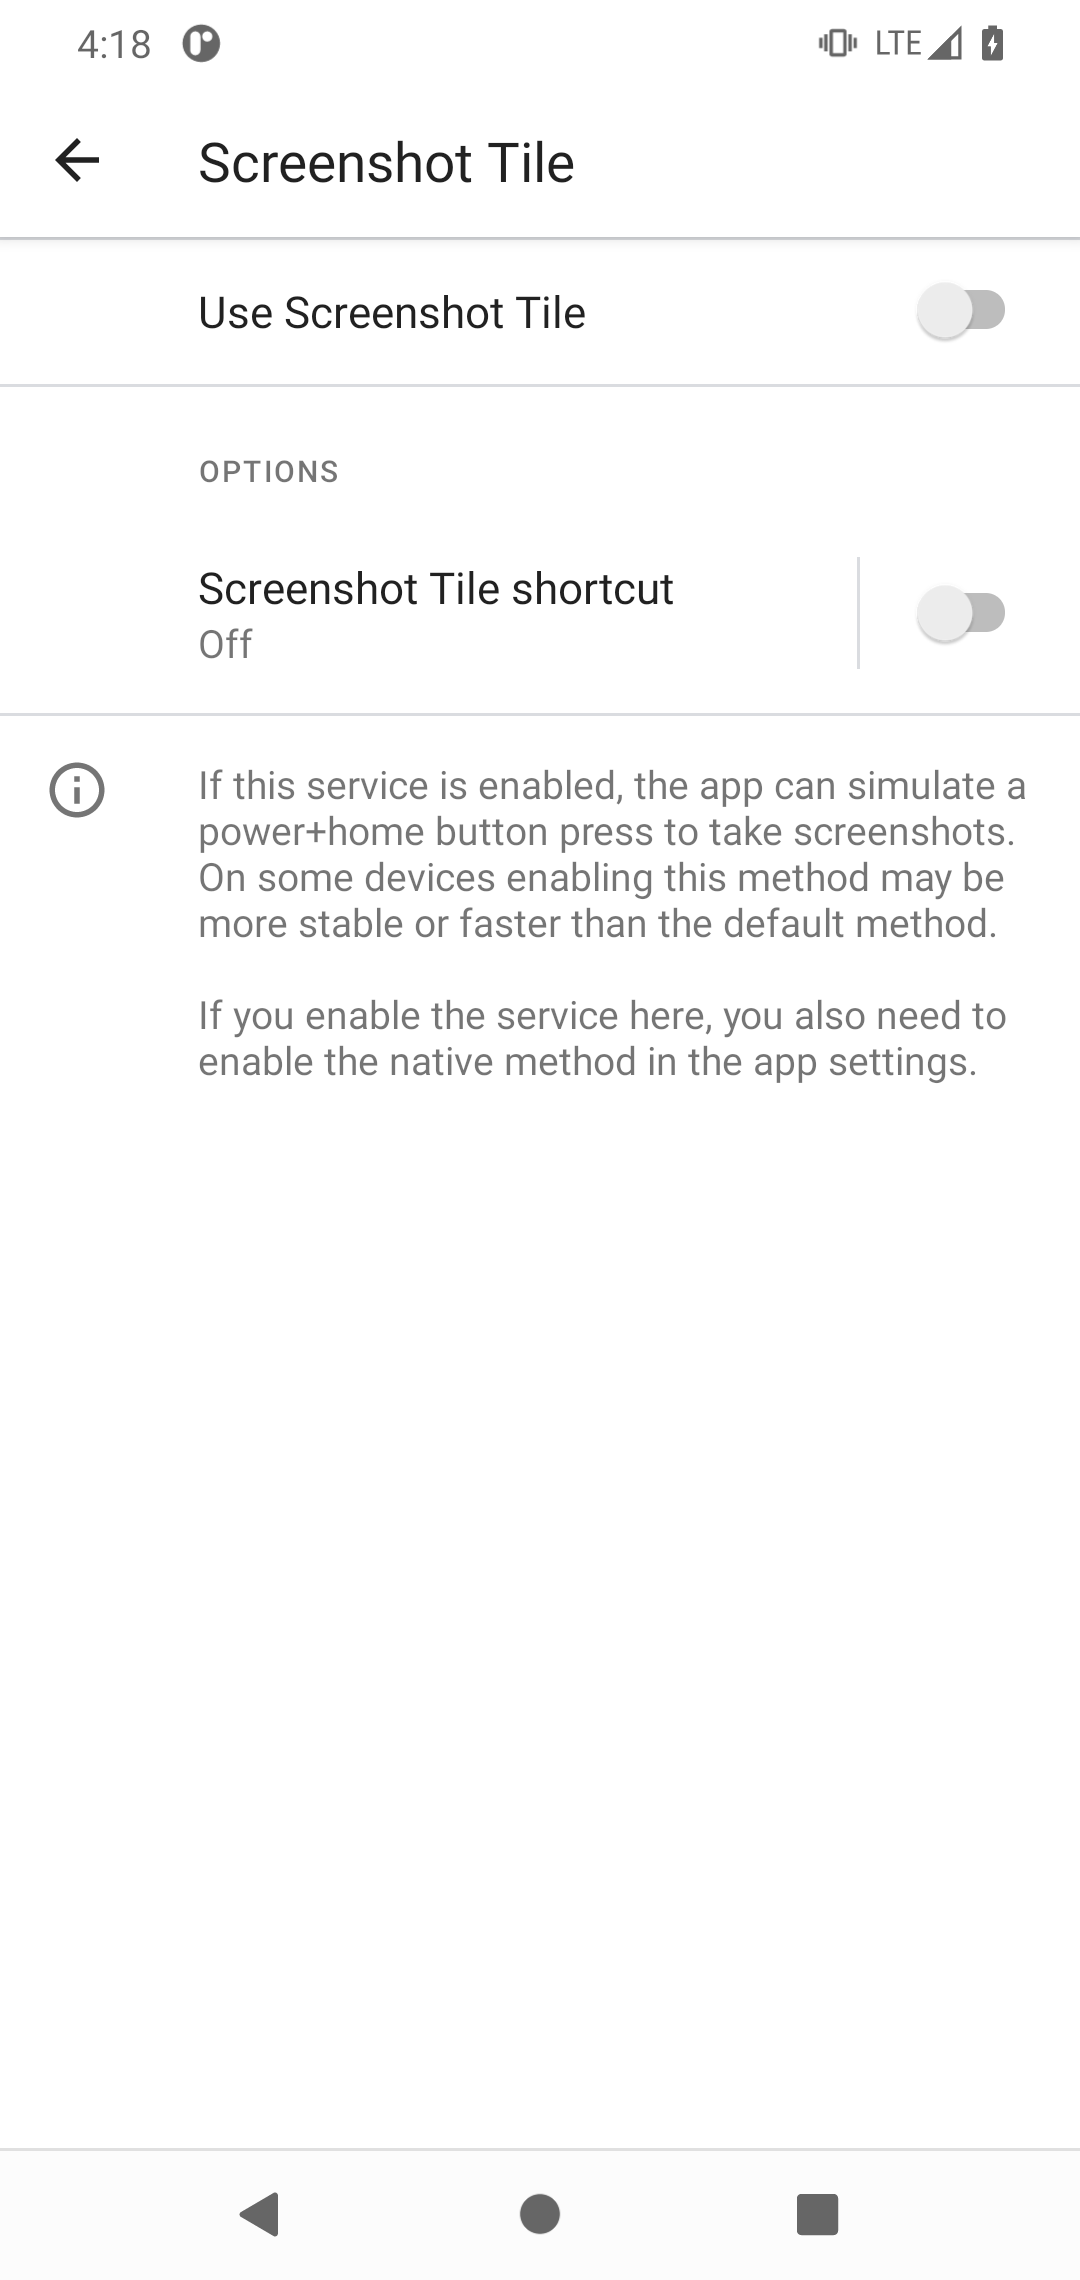 4:18
LTE
Screenshot Tile
Use Screenshot Tile
OPTIONS
Screenshot Tile shortcut
Off
If this service is enabled, the app can simulate a
power+home button press to take screenshots.
On some devices enabling this method may be
more stable or faster than the default method.
If you enable the service here, you also need to
enable the native method in the app settings.